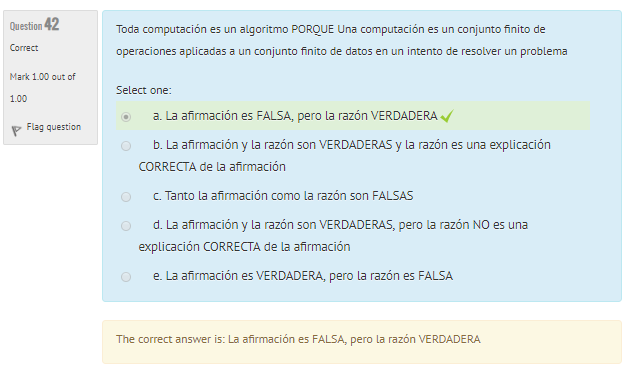 Question 42
Correct
Mark 1.00 out of
1.00
Flag question
Toda computación es un algoritmo PORQUE Una computación es un conjunto finito de
operaciones aplicadas a un conjunto finito de datos en un intento de resolver un problema
Select one:
a. La afirmación es FALSA, pero la razón VERDADERA
b. La afirmación y la razón son VERDADERAS y la razón es una explicación
CORRECTA de la afirmación
c. Tanto la afirmación como la razón son FALSAS
d. La afirmación y la razón son VERDADERAS, pero la razón NO es una
explicación CORRECTA de la afirmación
e. La afirmación es VERDADERA, pero la razón es FALSA
The correct answer is: La afirmación es FALSA, pero la razón VERDADERA